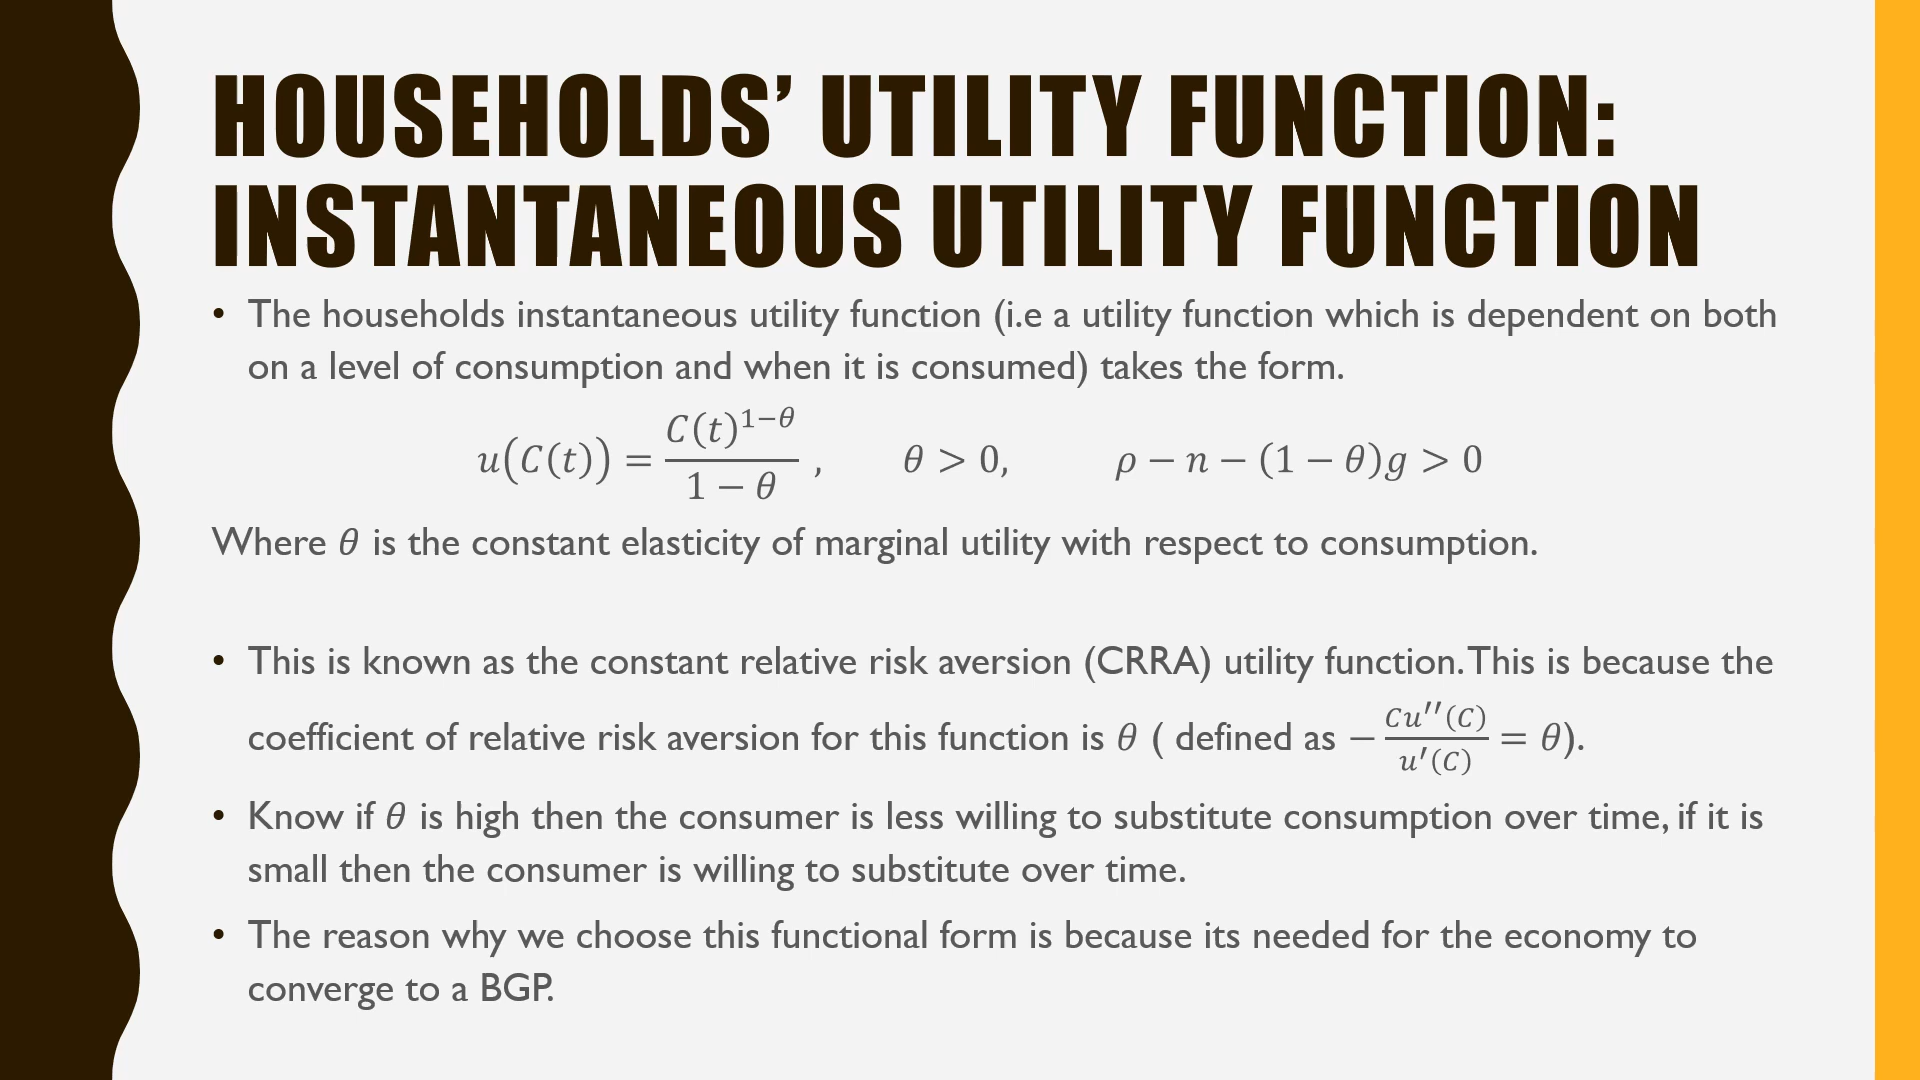 HOUSEHOLDS’ UTILITY FUNCTION:
INSTANTANEOUS UTILITY FUNCTION
• The households instantaneous utility function (i.e a utility function which is dependent on both
on a level of consumption and when it is consumed) takes the form.
u(C(t)) = C(t)^{1−θ} / (1 − θ) , θ > 0, ρ − n − (1 − θ)g > 0
Where θ is the constant elasticity of marginal utility with respect to consumption.
• This is known as the constant relative risk aversion (CRRA) utility function. This is because the
coefficient of relative risk aversion for this function is θ ( defined as − Cu′′(C) / u′(C) = θ).
• Know if θ is high then the consumer is less willing to substitute consumption over time, if it is
small then the consumer is willing to substitute over time.
• The reason why we choose this functional form is because its needed for the economy to
converge to a BGP.